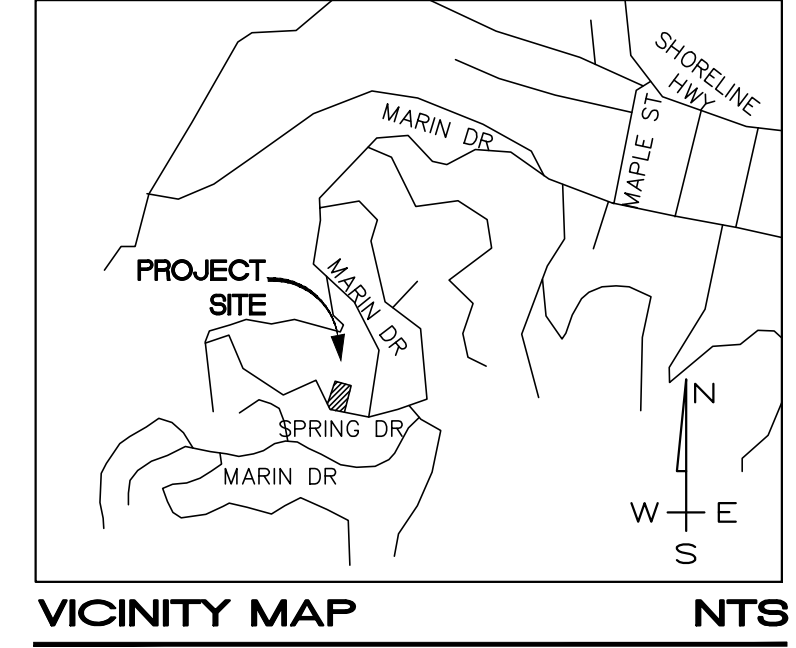 SHORELINE
HWY
MARIN DR
MAPLE ST
PROJECT
SITE
MARIN DR
SPRING DR
MARIN DR
N
W E
S
VICINITY MAP NTS